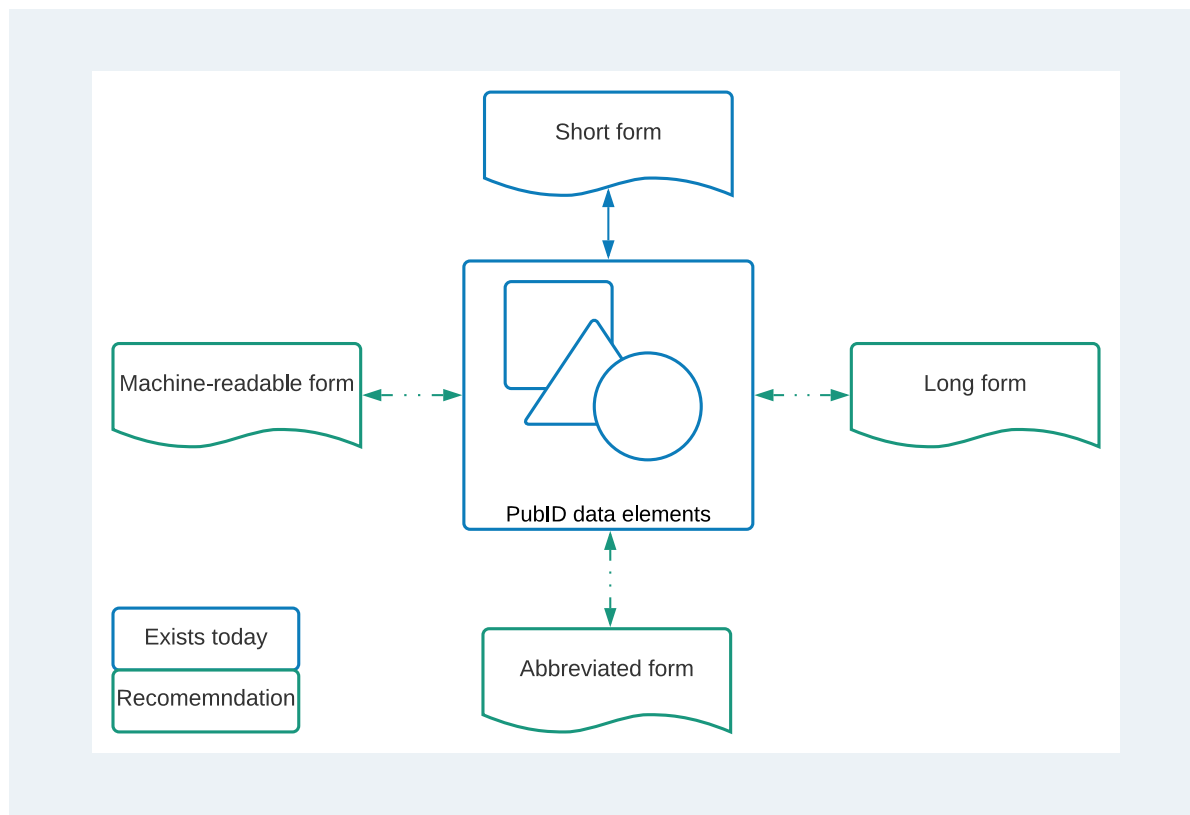 Short form
Machine-readable form
Long form
PubID data elements
Exists today
Recomemndation
Abbreviated form